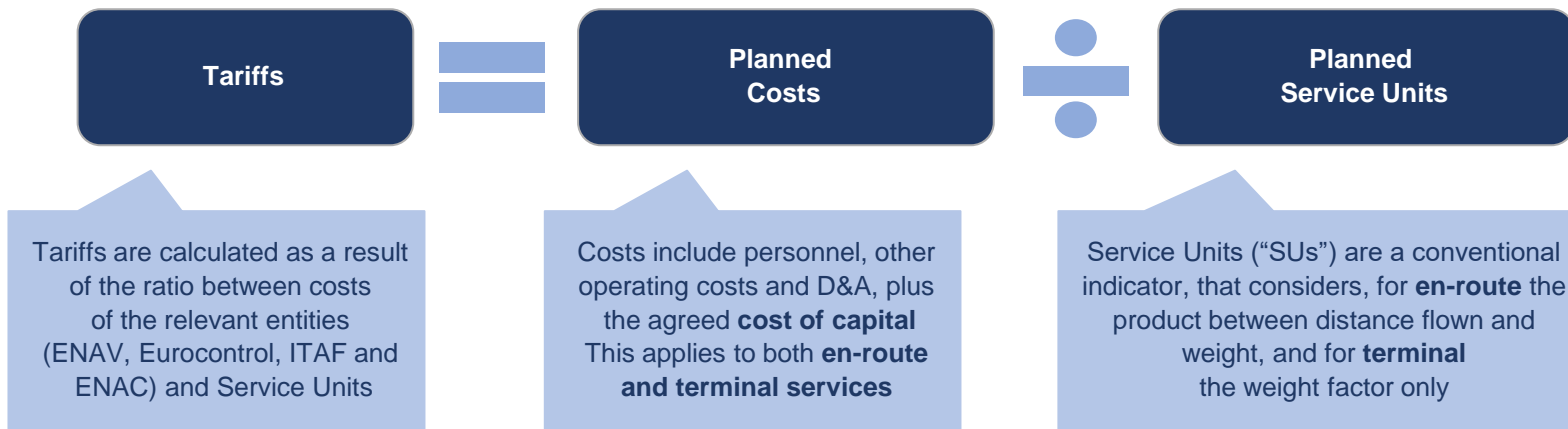 Tariffs
Planned
Costs
Planned
Service Units
Tariffs are calculated as a result
of the ratio between costs
of the relevant entities
(ENAV, Eurocontrol, ITAF and
ENAC) and Service Units
Costs include personnel, other
operating costs and D&A, plus
the agreed cost of capital
This applies to both en-route
and terminal services
Service Units (“SUs”) are a conventional
indicator, that considers, for en-route the
product between distance flown and
weight, and for terminal
the weight factor only